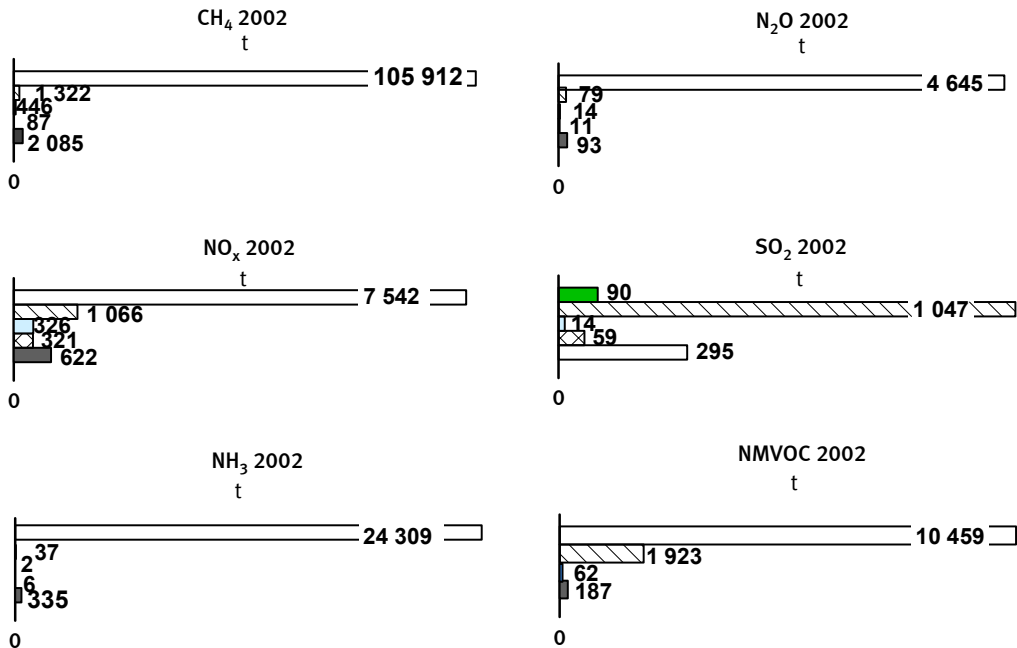 CH₄ 2002
t
105 912
1 322
446
87
2 085
0
N₂O 2002
t
4 645
79
14
11
93
0
NOₓ 2002
t
7 542
1 066
326
321
622
0
SO₂ 2002
t
90
1 047
14
59
295
0
NH₃ 2002
t
24 309
37
2
6
335
0
NMVOC 2002
t
10 459
1 923
62
187
0